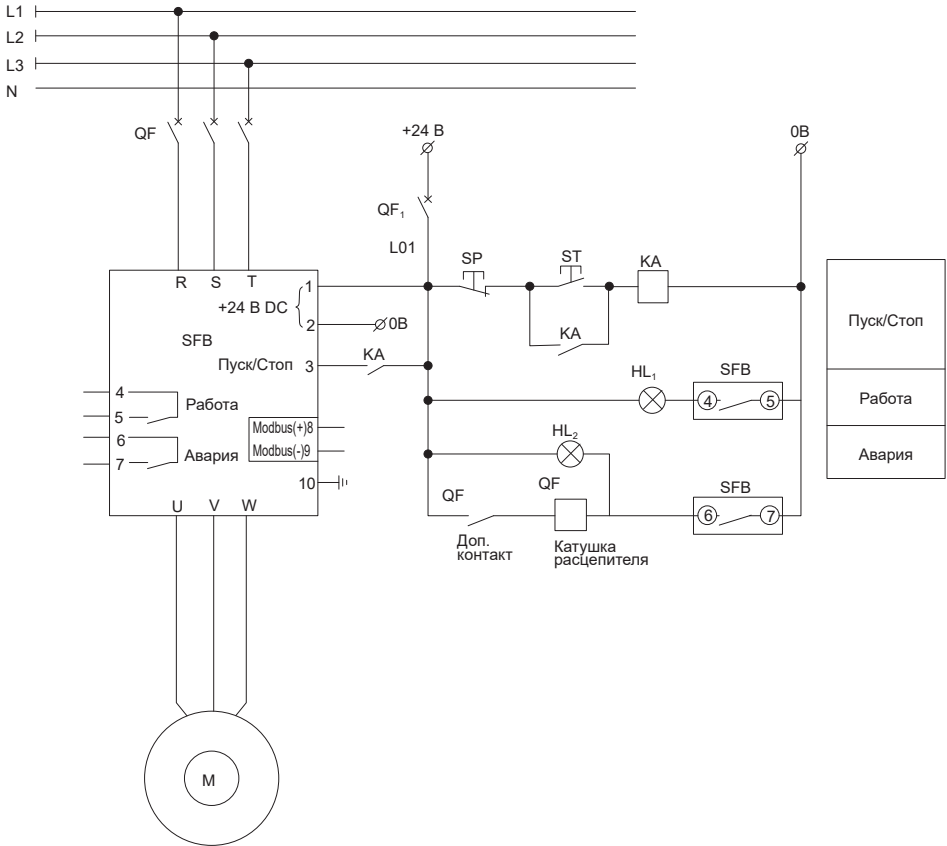 L1
L2
L3
N
QF
+24 В
0В
QF₁
L01
SP
ST
KA
R S T
1
+24 В DC
2
0В
SFB
KA
Пуск/Стоп 3
KA
Пуск/Стоп
4
5
Работа
6
7
Авария
Modbus(+)8
Modbus(-)9
10
U V W
HL₁
SFB
4 5
Работа
HL₂
Авария
QF
QF
SFB
6 7
Доп.
контакт
Катушка
расцепителя
M